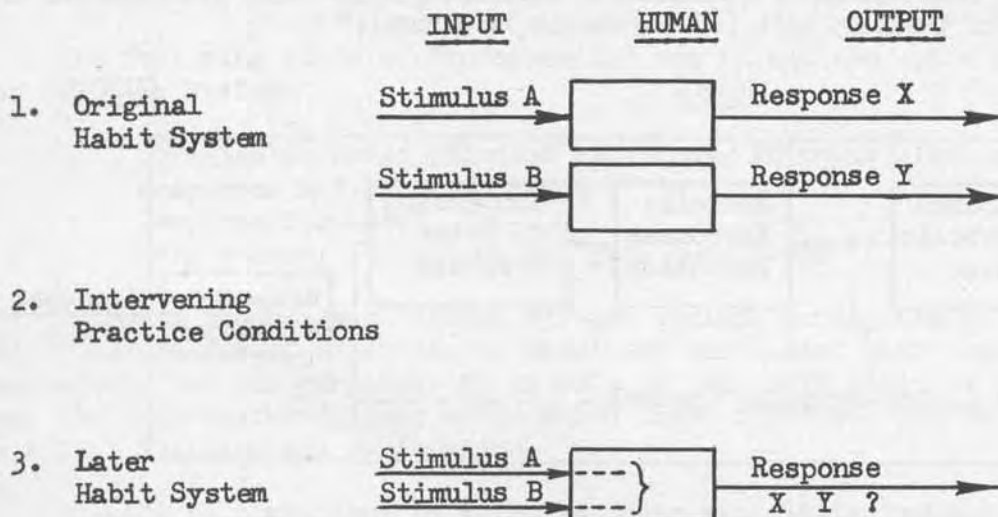 INPUT HUMAN OUTPUT
1. Original Stimulus A Response X
Habit System
Stimulus B Response Y
2. Intervening
Practice Conditions
3. Later Stimulus A Response
Habit System Stimulus B X Y ?